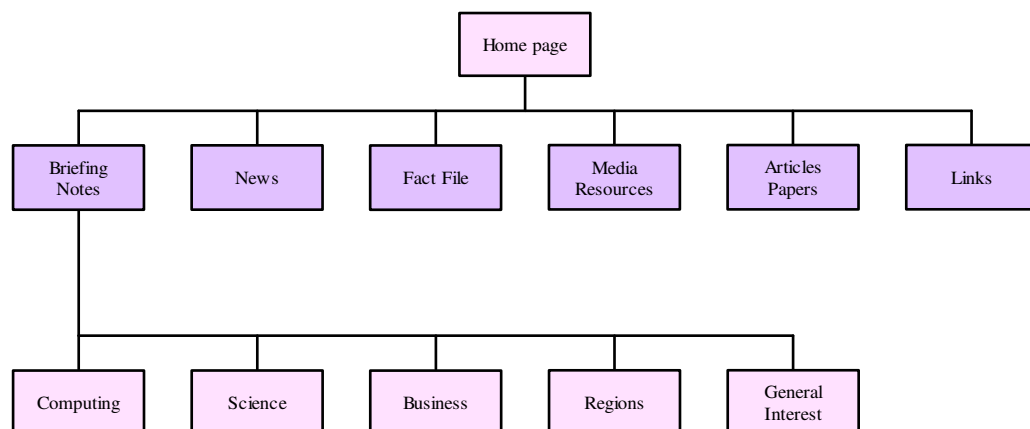 Home page
Briefing
Notes
News
Fact File
Media
Resources
Articles
Papers
Links
Computing
Science
Business
Regions
General
Interest